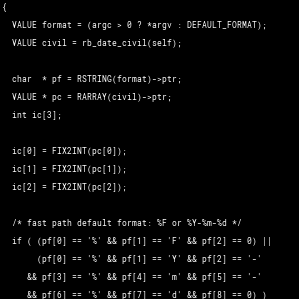 {
VALUE format = (argc > 0 ? *argv : DEFAULT_FORMAT);
VALUE civil = rb_date_civil(self);
char * pf = RSTRING(format)->ptr;
VALUE * pc = RARRAY(civil)->ptr;
int ic[3];
ic[0] = FIX2INT(pc[0]);
ic[1] = FIX2INT(pc[1]);
ic[2] = FIX2INT(pc[2]);
/* fast path default format: %F or %Y-%m-%d */
if ( (pf[0] == '%' && pf[1] == 'F' && pf[2] == 0) ||
(pf[0] == '%' && pf[1] == 'Y' && pf[2] == '-'
&& pf[3] == '%' && pf[4] == 'm' && pf[5] == '-'
&& pf[6] == '%' && pf[7] == 'd' && pf[8] == 0) )